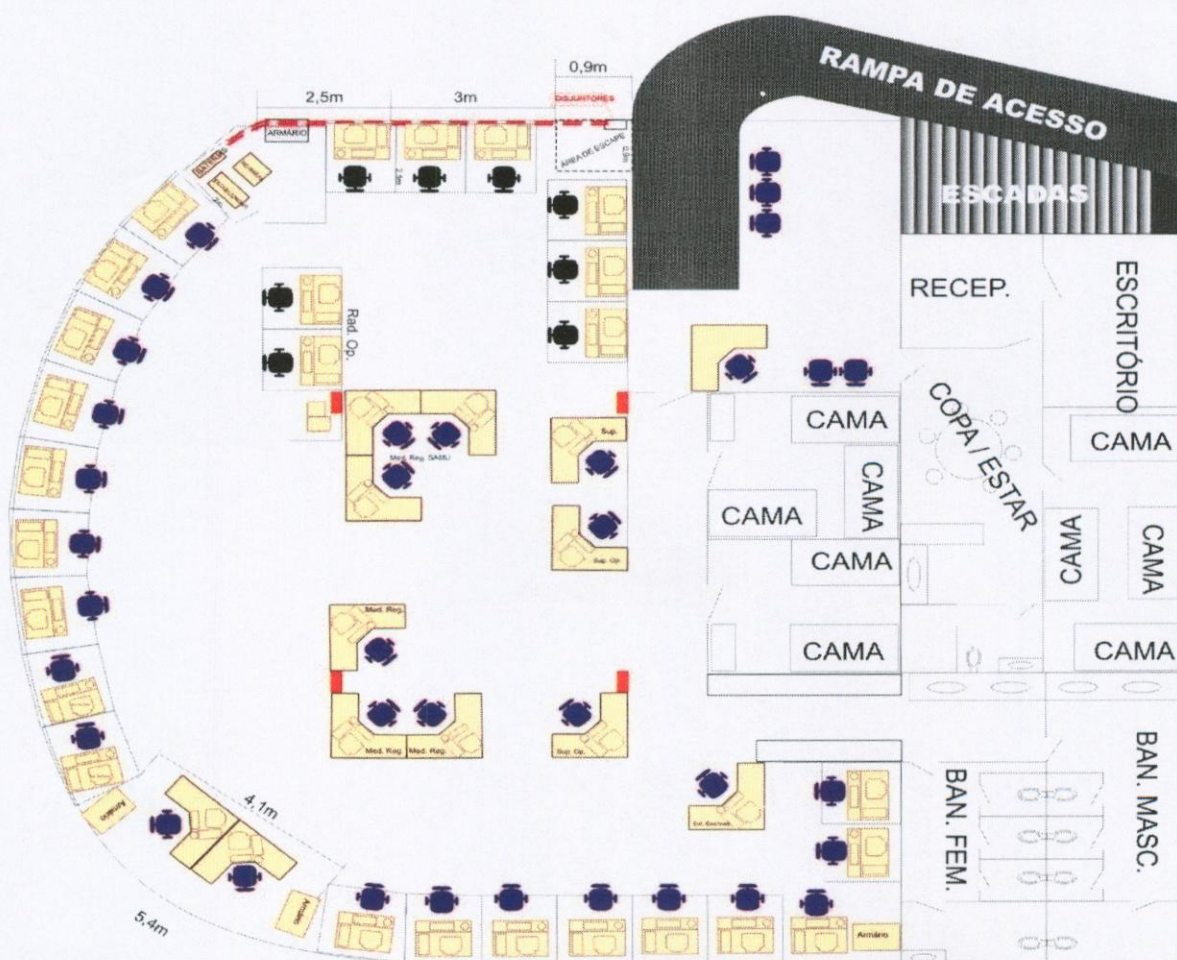 0,9m
2,5m
3m
DISJUNTORES
RAMPA DE ACESSO
ARMÁRIO
ÁREA DE ESCAPE
0,9m
ESCADAS
RECEP.
ESCRITÓRIO
Rad. Op.
COPA / ESTAR
CAMA
CAMA
CAMA
CAMA
CAMA
CAMA
CAMA
CAMA
CAMA
Med. Reg. SAMU
Sup.
Sup. Op.
Med. Reg.
Med. Reg.
Med. Reg.
Sup. Op.
4,1m
Armário
5,4m
Armário
Armário
BAN. FEM.
BAN. MASC.